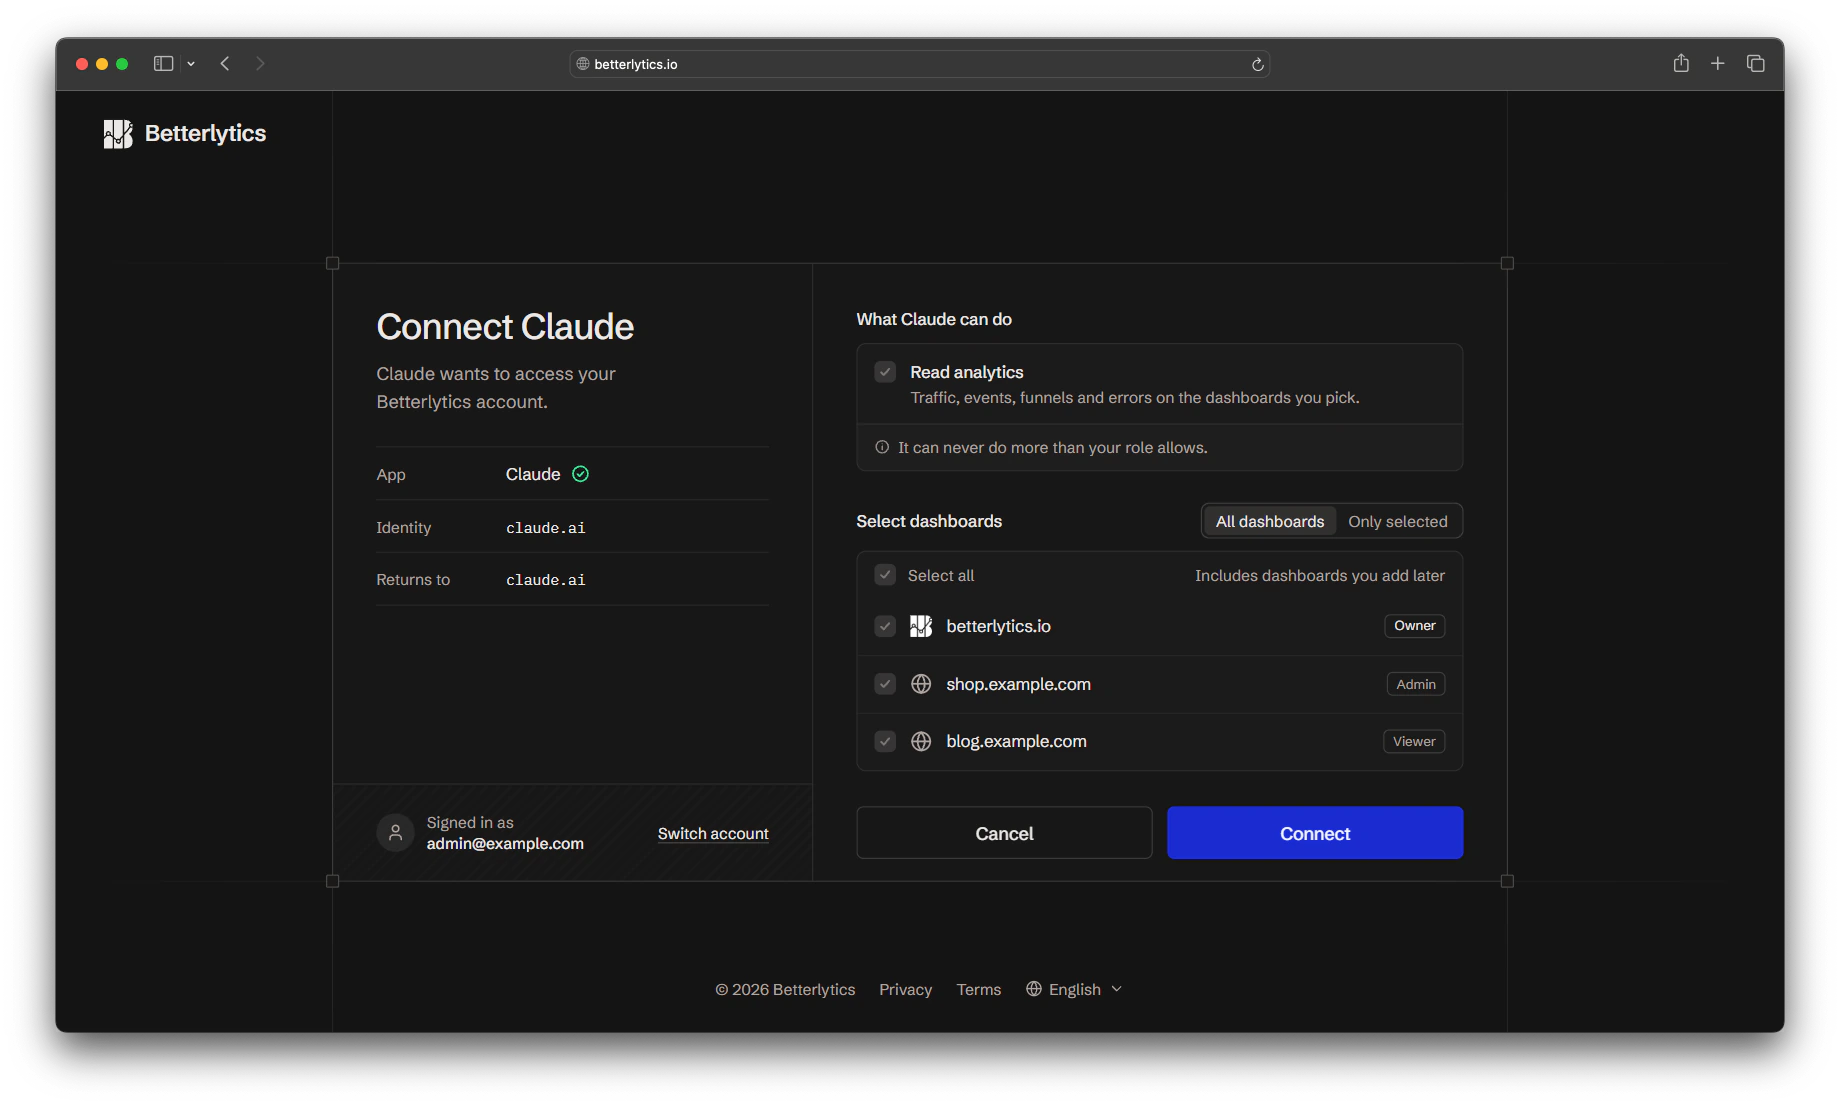 betterlytics.io
Betterlytics
Connect Claude
Claude wants to access your
Betterlytics account.
App Claude
Identity claude.ai
Returns to claude.ai
Signed in as
admin@example.com
Switch account
What Claude can do
Read analytics
Traffic, events, funnels and errors on the dashboards you pick.
It can never do more than your role allows.
Select dashboards
All dashboards Only selected
Select all Includes dashboards you add later
betterlytics.io Owner
shop.example.com Admin
blog.example.com Viewer
Cancel Connect
© 2026 Betterlytics Privacy Terms English